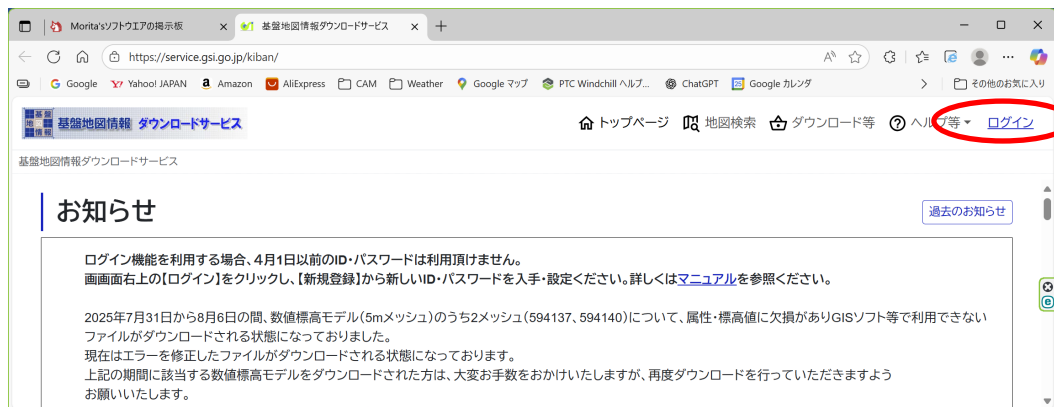 Morita'sソフトウエアの掲示板
基盤地図情報ダウンロードサービス
https://service.gsi.go.jp/kiban/
Google Yahoo! JAPAN Amazon AliExpress CAM Weather Google マップ PTC Windchill ヘルプ... ChatGPT Google カレンダ その他のお気に入り
基盤地図情報 基盤地図情報 ダウンロードサービス トップページ 地図検索 ダウンロード等 ヘルプ等 ログイン
基盤地図情報ダウンロードサービス
お知らせ 過去のお知らせ
ログイン機能を利用する場合、4月1日以前のID・パスワードは利用頂けません。
画画面右上の【ログイン】をクリックし、【新規登録】から新しいID・パスワードを入手・設定ください。詳しくはマニュアルを参照ください。
2025年7月31日から8月6日の間、数値標高モデル(5mメッシュ)のうち2メッシュ(594137、594140)について、属性・標高値に欠損がありGISソフト等で利用できない
ファイルがダウンロードされる状態になっておりました。
現在はエラーを修正したファイルがダウンロードされる状態になっております。
上記の期間に該当する数値標高モデルをダウンロードされた方は、大変お手数をおかけいたしますが、再度ダウンロードを行っていただきますよう
お願いいたします。